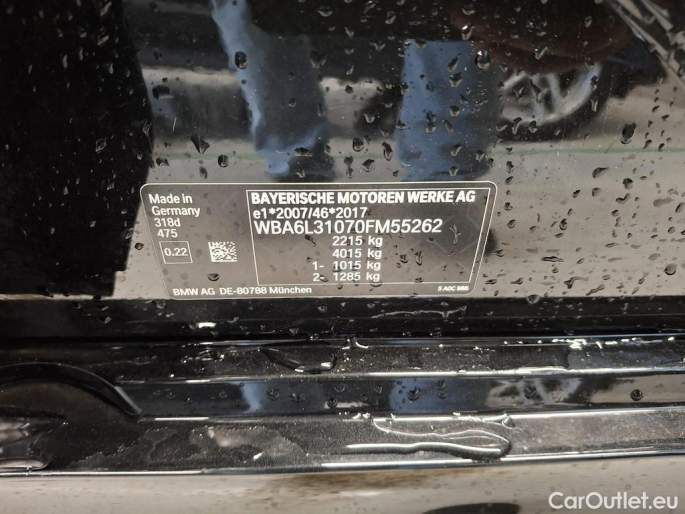 Made in
Germany
318d
475
0.22
BAYERISCHE MOTOREN WERKE AG
e1*2007/46*2017
WBA6L31070FM55262
2215 kg
4015 kg
1- 1015 kg
2- 1285 kg
BMW AG DE-80788 München
CarOutlet.eu